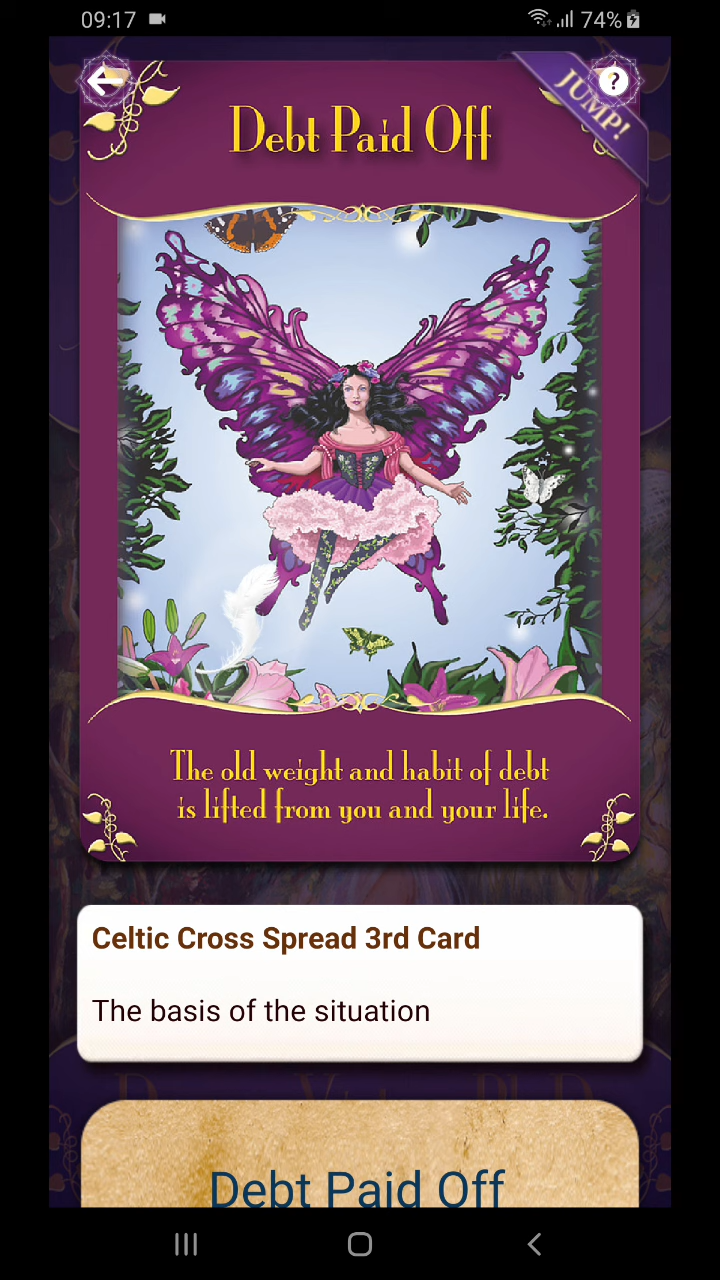 09:17
74%
?
JUMP!
Debt Paid Off
The old weight and habit of debt
is lifted from you and your life.
Celtic Cross Spread 3rd Card
The basis of the situation
Debt Paid Off